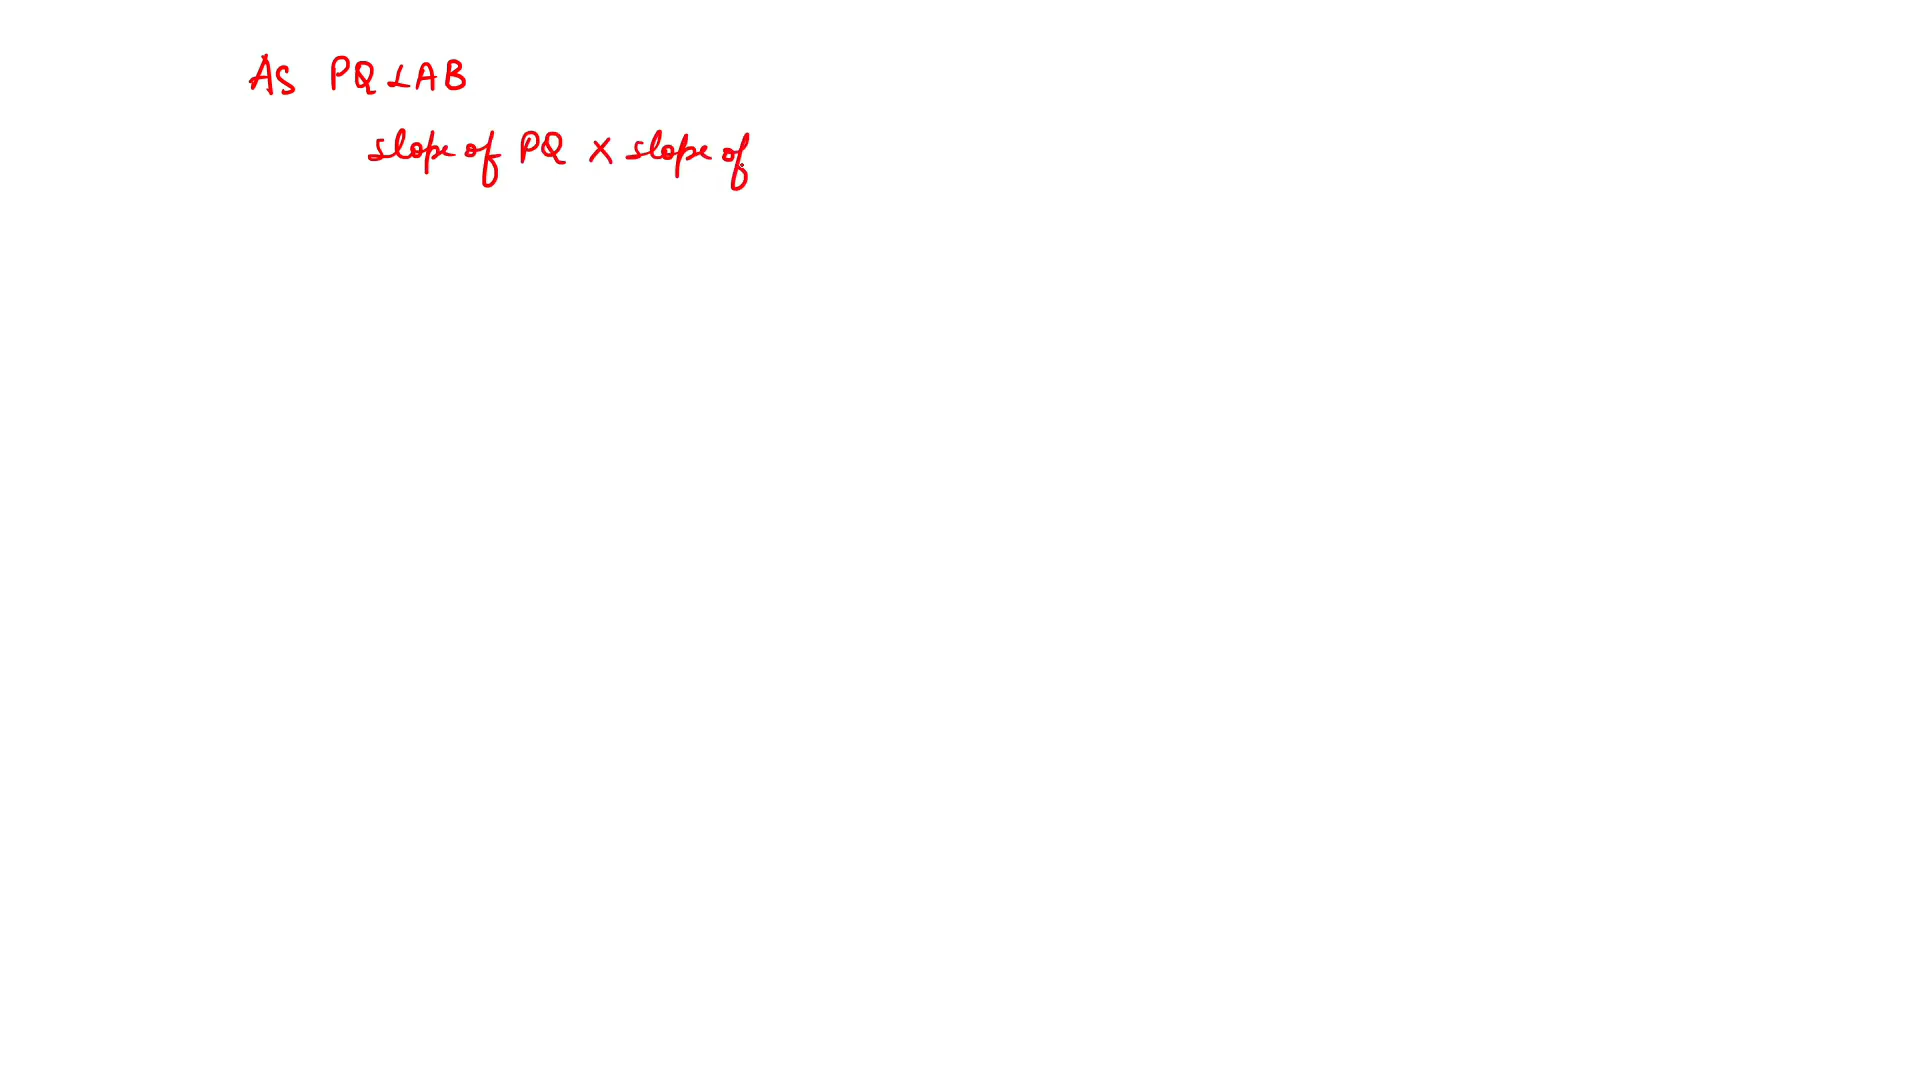 As PQ⊥AB
slope of PQ × slope of